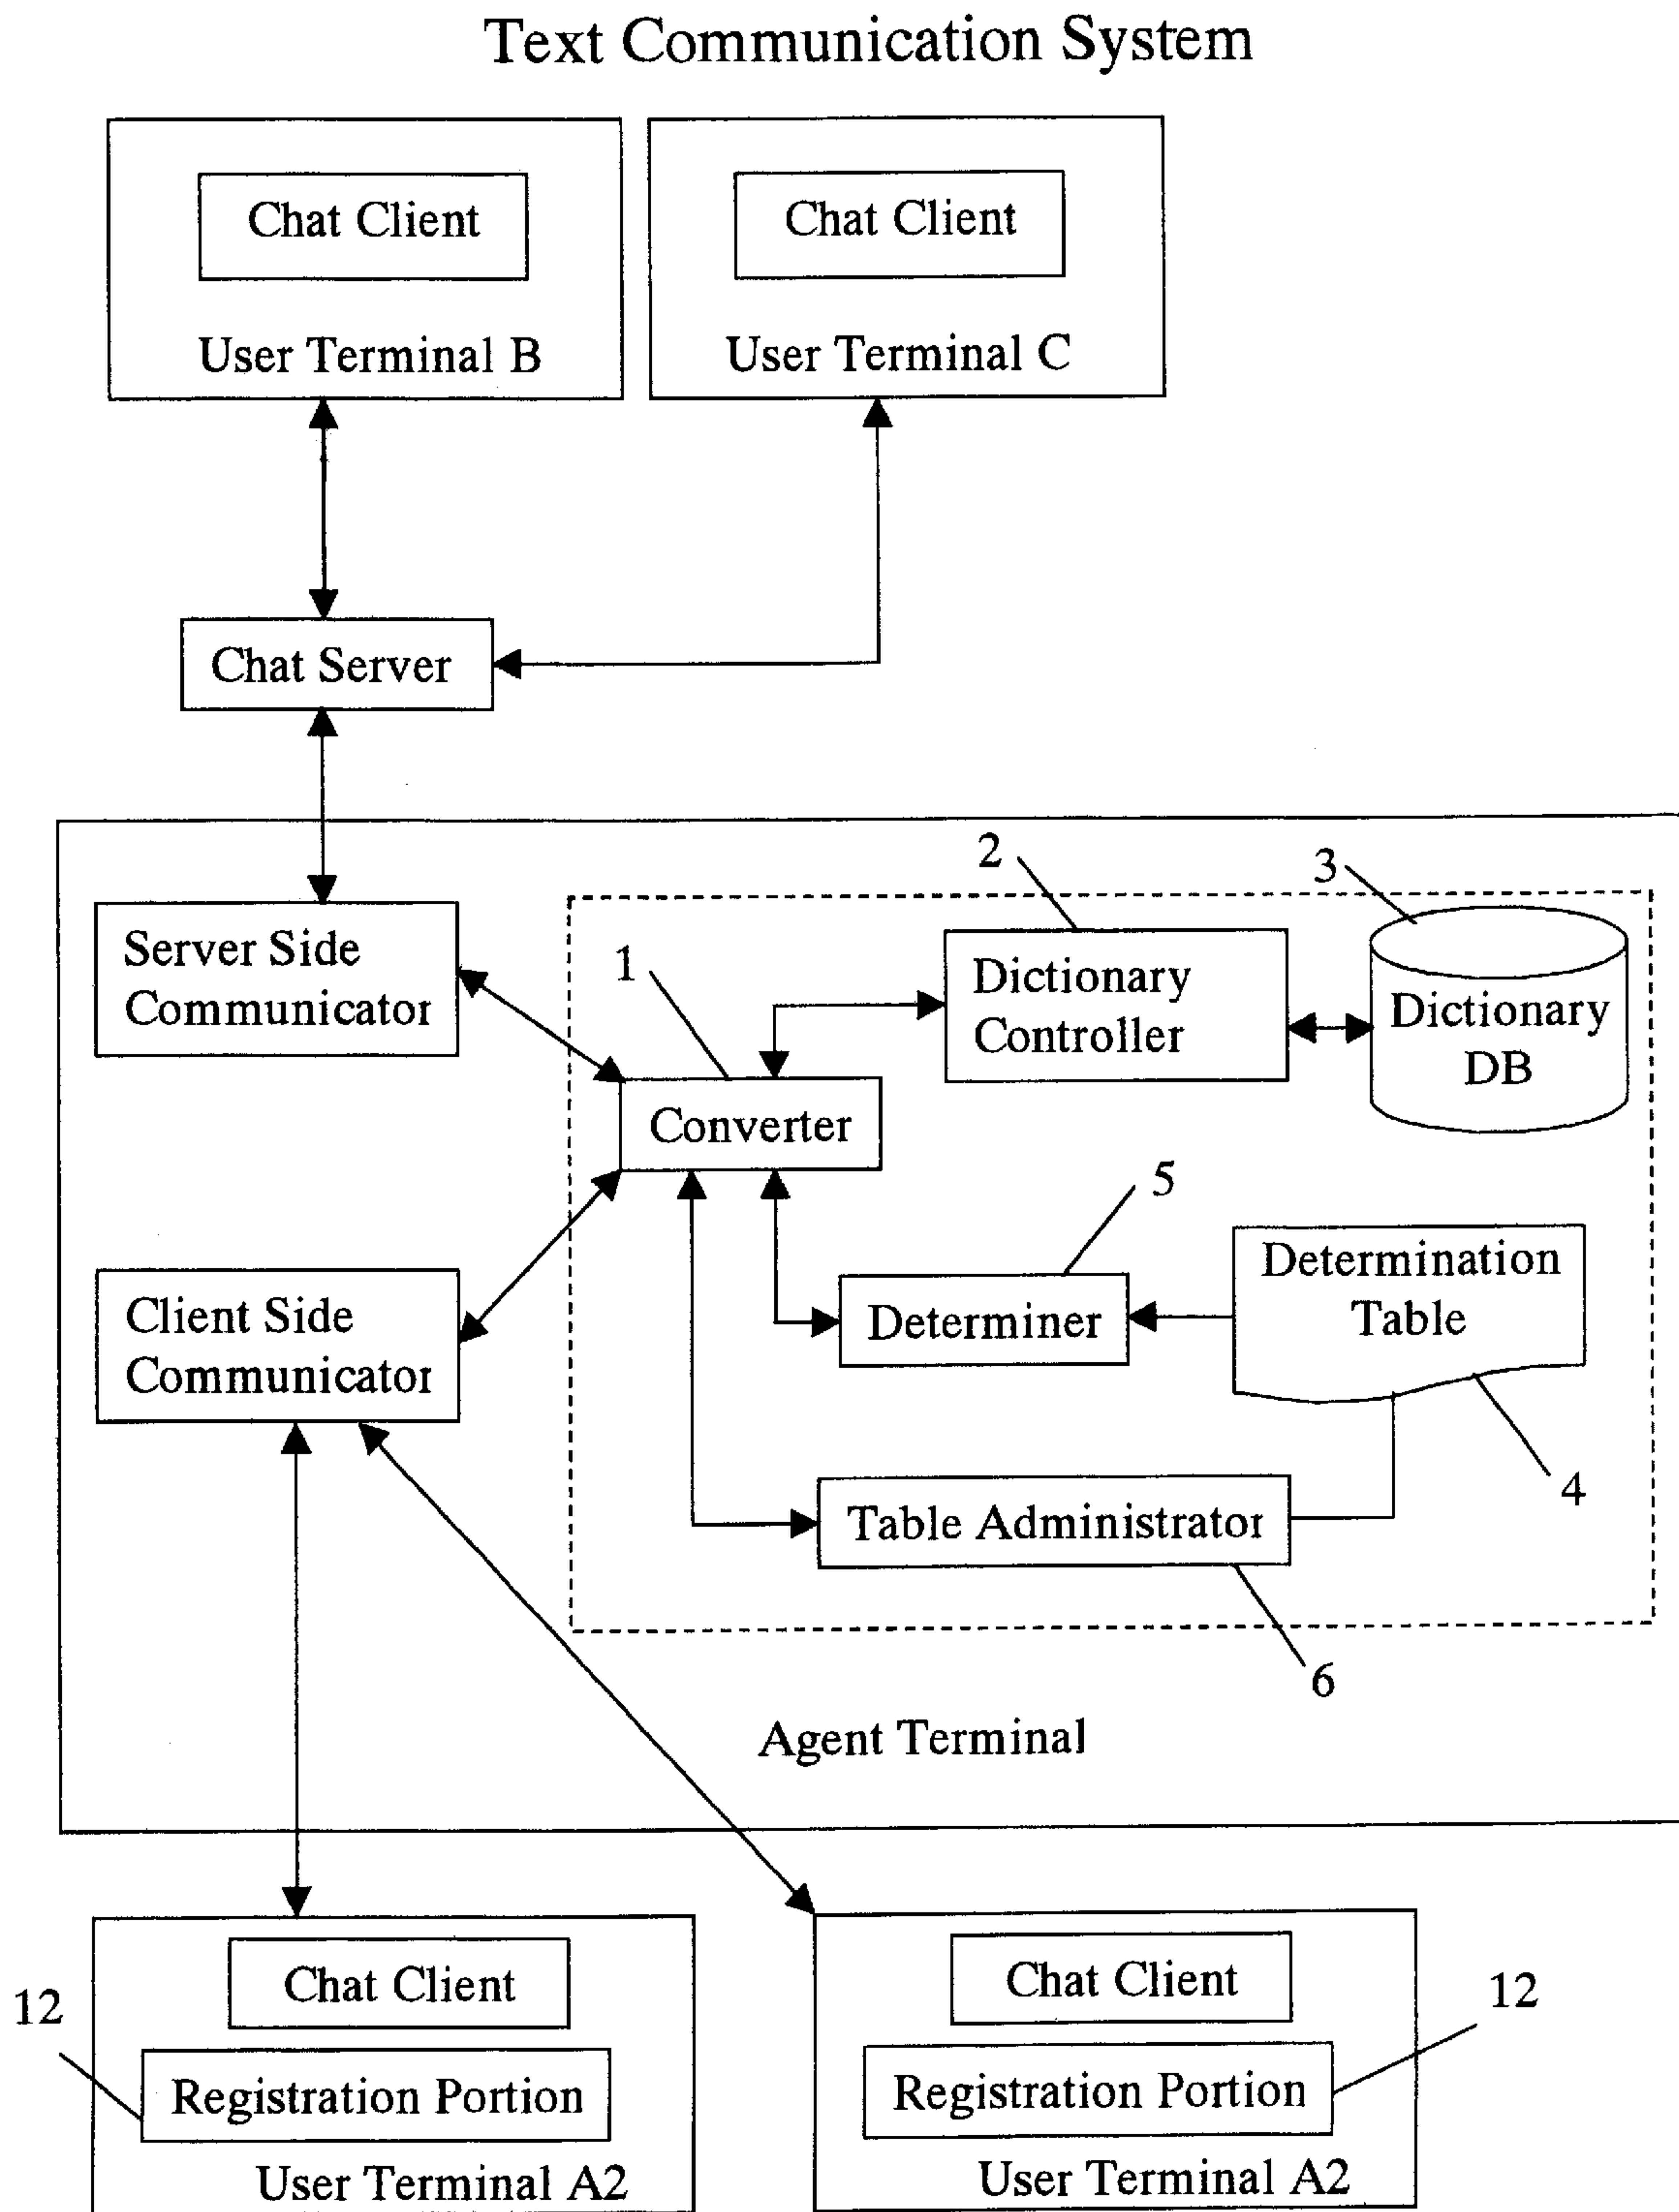 Text Communication System
Chat Client
Chat Client
User Terminal B
User Terminal C
Chat Server
2
3
Server Side
Communicator
1
Dictionary
Controller
Dictionary
DB
Converter
5
Determination
Table
Client Side
Communicator
Determiner
4
Table Administrator
6
Agent Terminal
Chat Client
Chat Client
12
12
Registration Portion
Registration Portion
User Terminal A2
User Terminal A2